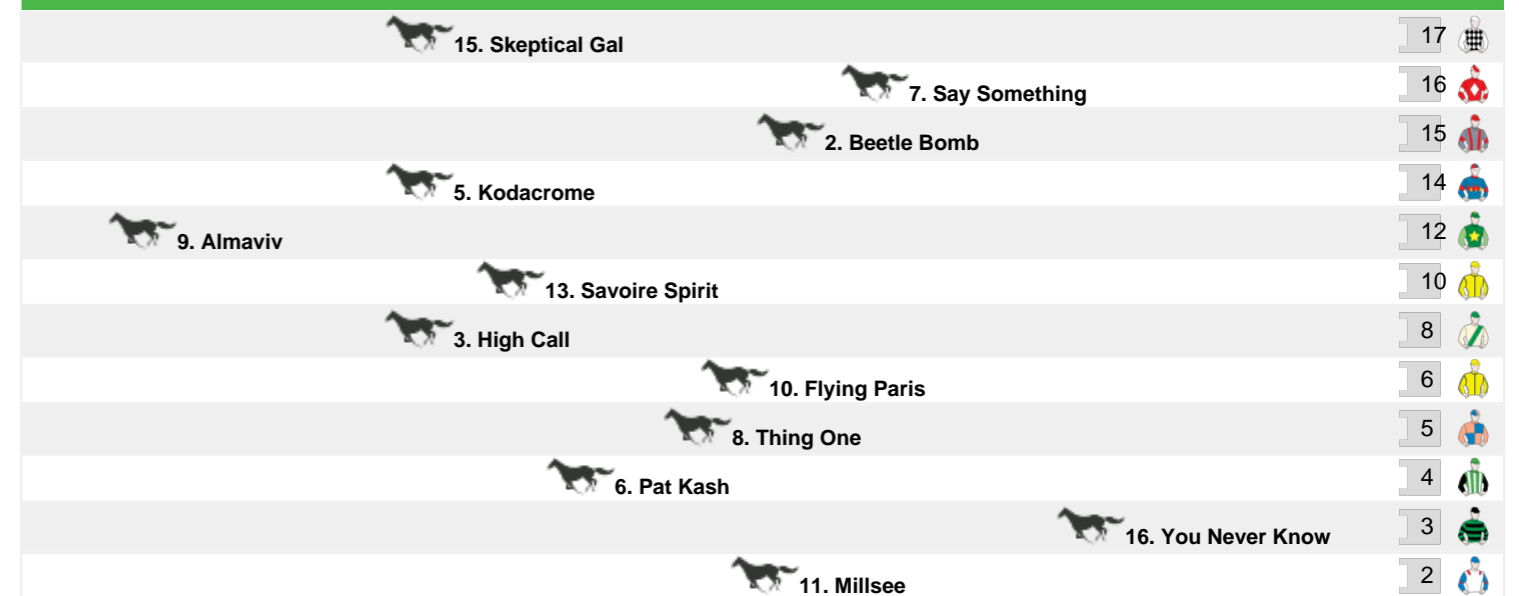 15. Skeptical Gal 17
7. Say Something 16
2. Beetle Bomb 15
5. Kodacrome 14
9. Almaviv 12
13. Savoire Spirit 10
3. High Call 8
10. Flying Paris 6
8. Thing One 5
6. Pat Kash 4
16. You Never Know 3
11. Millsee 2